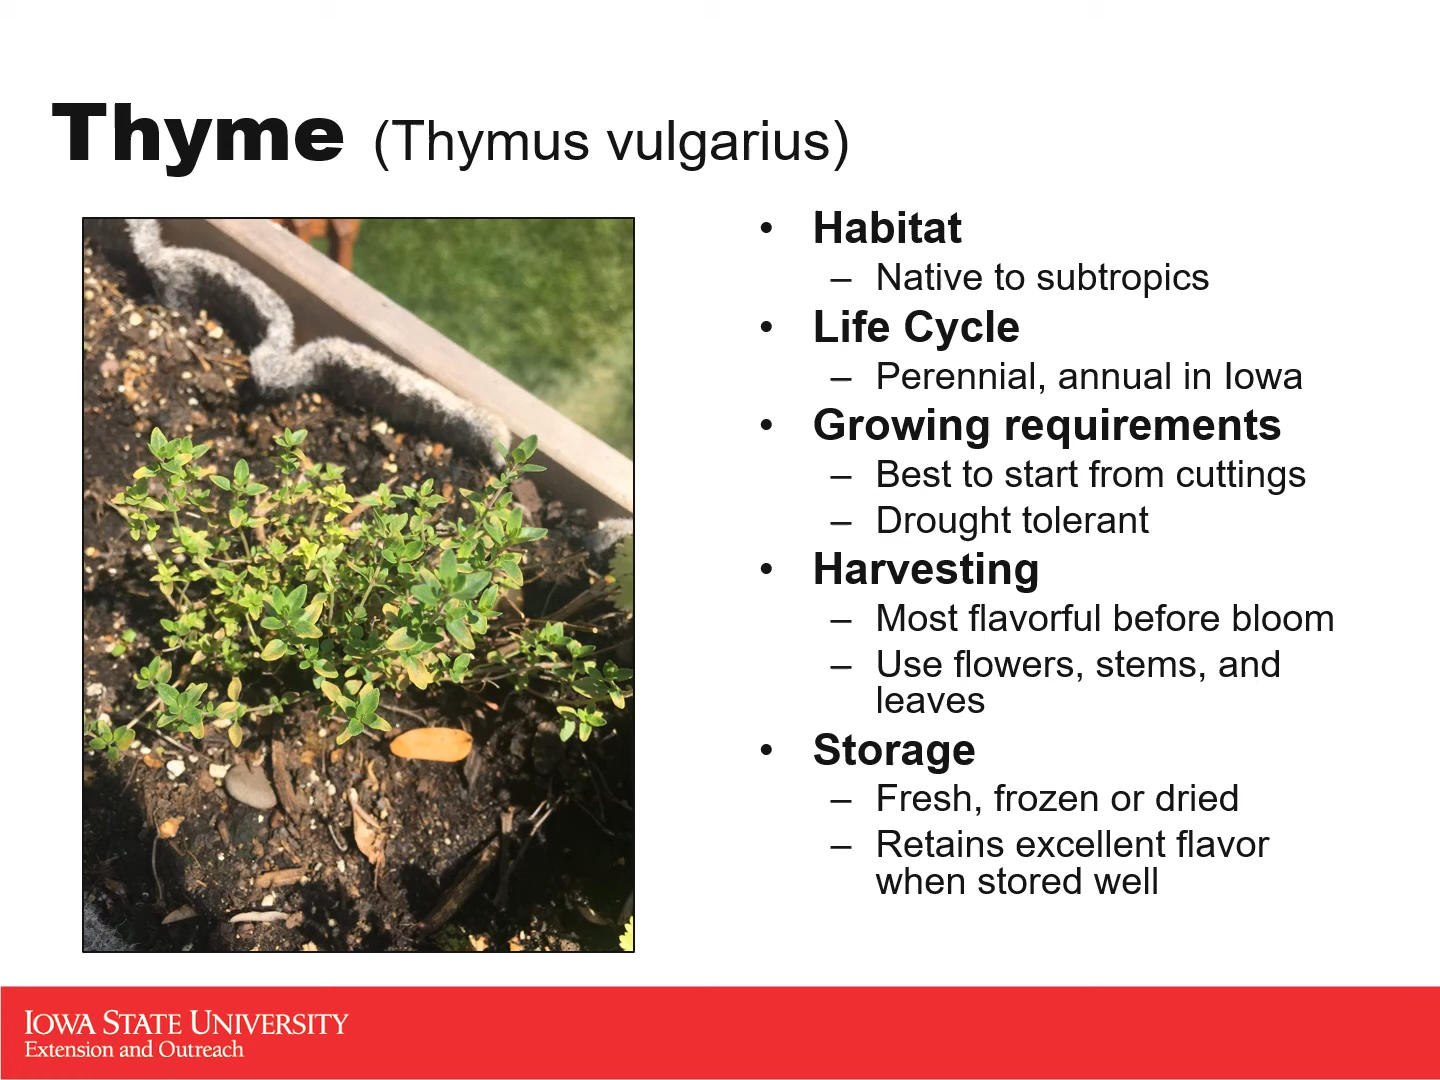 Thyme (Thymus vulgarius)
• Habitat
– Native to subtropics
• Life Cycle
– Perennial, annual in Iowa
• Growing requirements
– Best to start from cuttings
– Drought tolerant
• Harvesting
– Most flavorful before bloom
– Use flowers, stems, and
leaves
• Storage
– Fresh, frozen or dried
– Retains excellent flavor
when stored well
IOWA STATE UNIVERSITY
Extension and Outreach